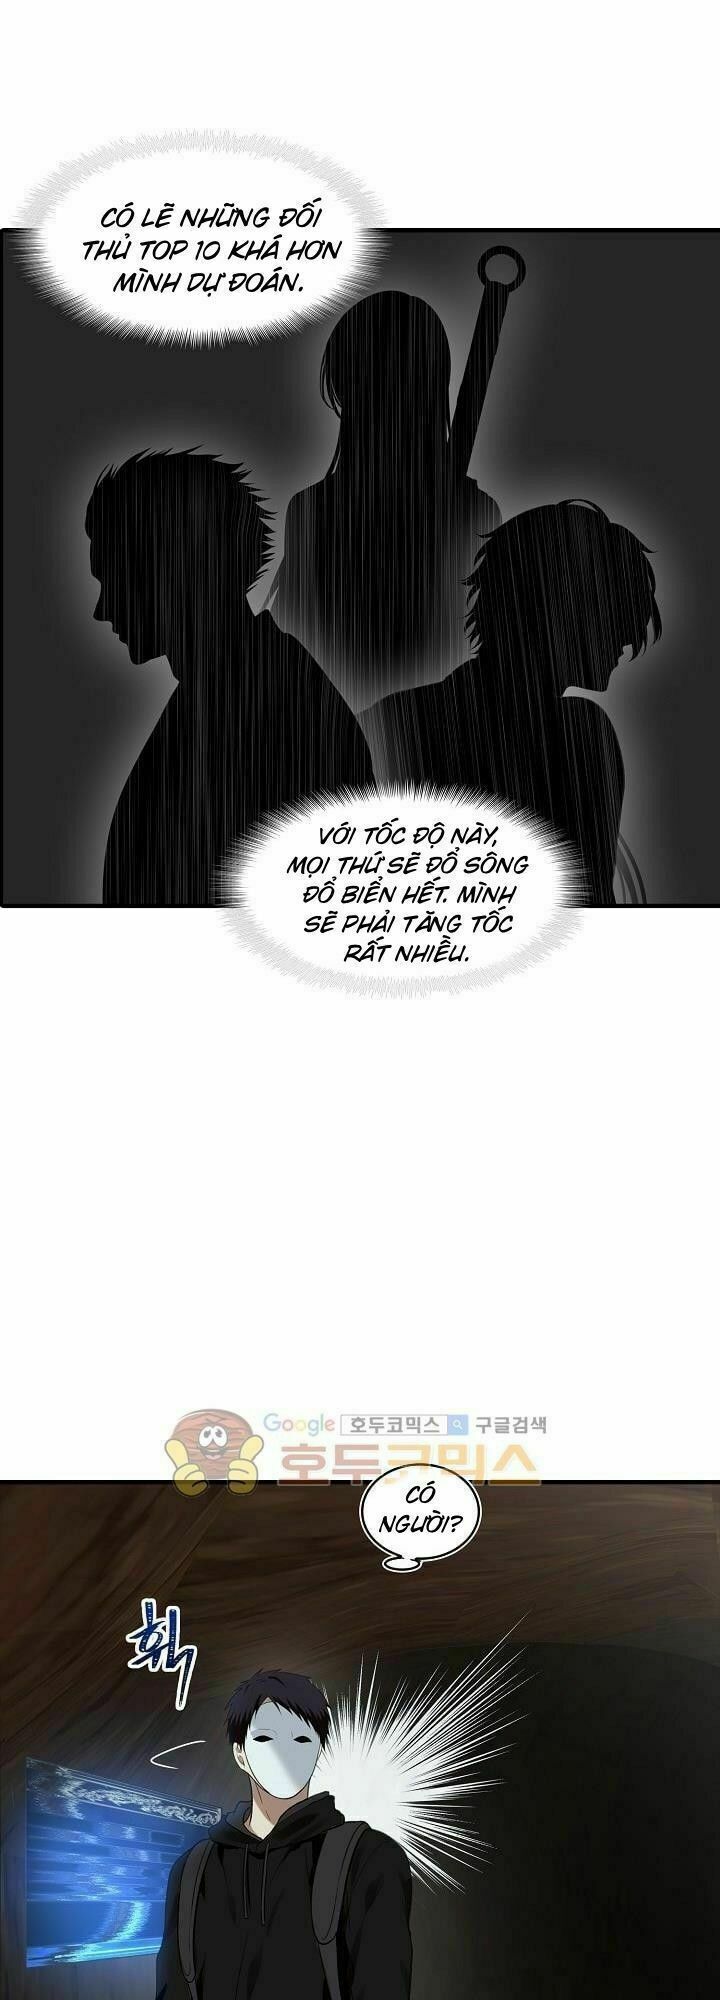 CÓ LẼ NHỮNG ĐỐI
THỦ TOP 10 KHÁ HƠN
MÌNH DỰ ĐOÁN.
VỚI TỐC ĐỘ NÀY,
MỌI THỨ SẼ ĐỔ SÔNG
ĐỔ BIỂN HẾT. MÌNH
SẼ PHẢI TĂNG TỐC
RẤT NHIỀU.
Google 호두코믹스 구글검색
호두코믹스
CÓ
NGƯỜI?
휙